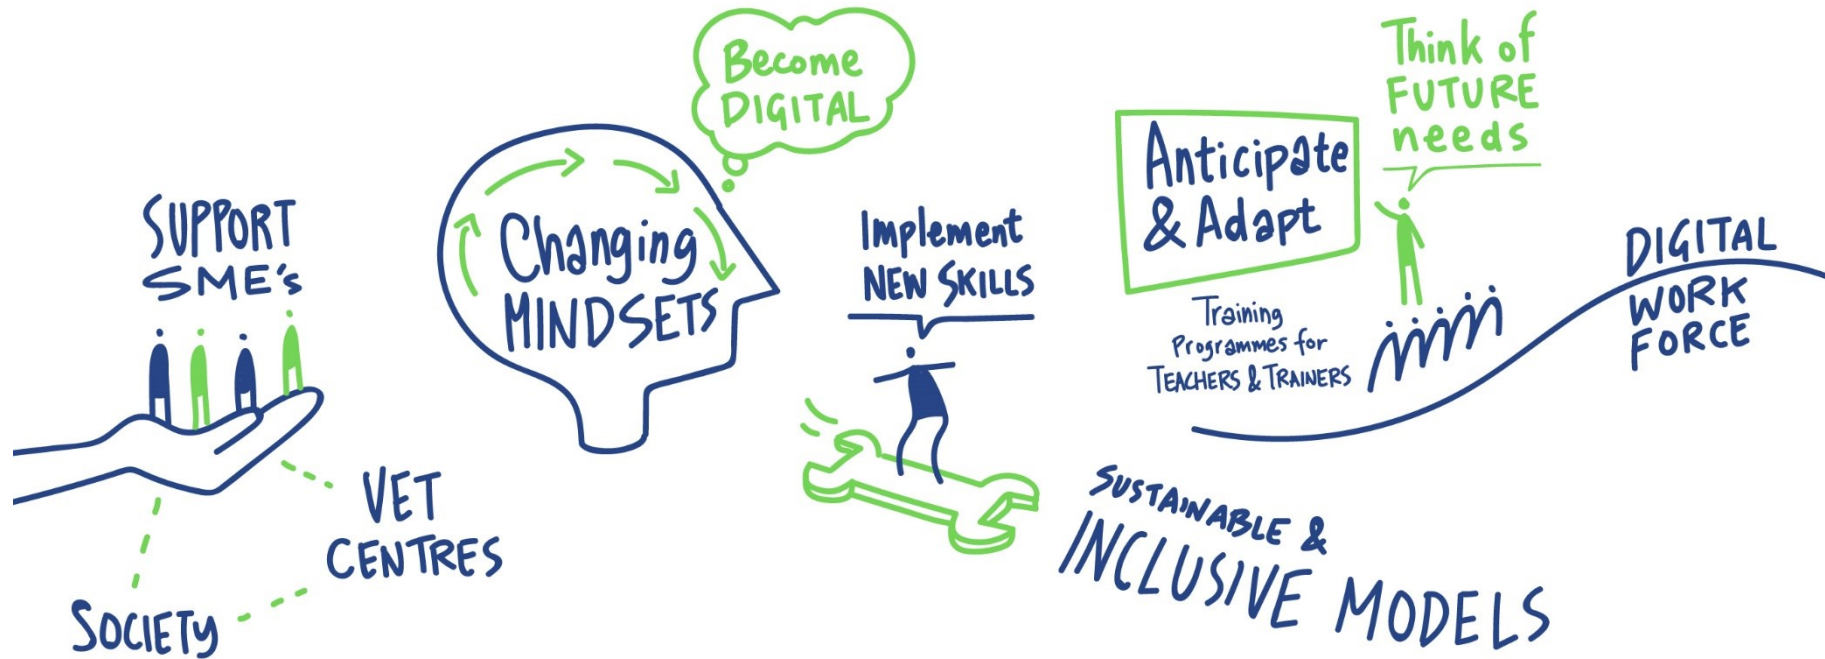 SUPPORT
SME's
VET
CENTRES
SOCIETY
Changing
MINDSETS
Become
DIGITAL
Implement
NEW SKILLS
SUSTAINABLE &
INCLUSIVE MODELS
Anticipate
& Adapt
Training
Programmes for
TEACHERS & TRAINERS
Think of
FUTURE
needs
DIGITAL
WORK
FORCE